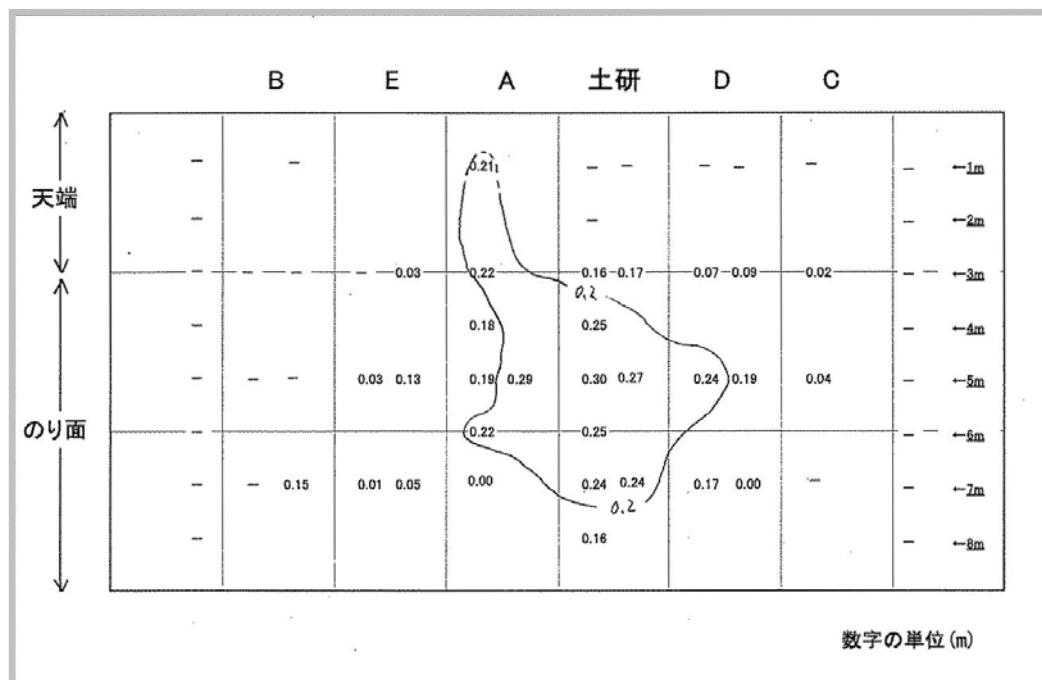 B E A 土研 D C
天端
のり面
— — 0.21 — — — — — ←1m
— — ←2m
— — — — — 0.03 0.22 0.16 0.17 0.07 0.09 0.02 — ←3m
0.2
— 0.18 0.25 — ←4m
— — — 0.03 0.13 0.19 0.29 0.30 0.27 0.24 0.19 0.04 — ←5m
— 0.22 0.25 — ←6m
— — 0.15 0.01 0.05 0.00 0.24 0.24 0.17 0.00 — — ←7m
0.2
— 0.16 — ←8m
数字の単位(m)